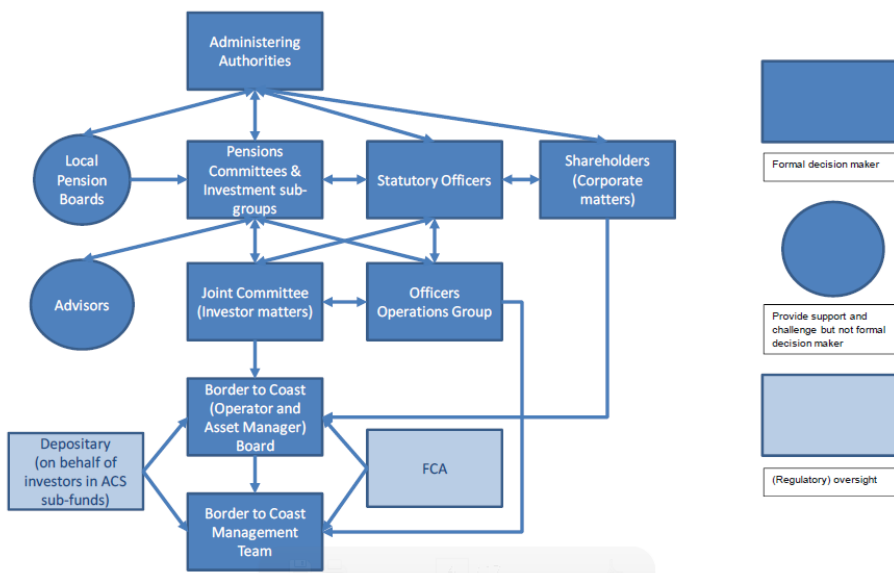 Administering
Authorities
Local
Pension
Boards
Pensions
Committees &
Investment sub-
groups
Statutory Officers
Shareholders
(Corporate
matters)
Advisors
Joint Committee
(Investor matters)
Officers
Operations Group
Border to Coast
(Operator and
Asset Manager)
Board
Depositary
(on behalf of
investors in ACS
sub-funds)
FCA
Border to Coast
Management
Team
Formal decision maker
Provide support and
challenge but not formal
decision maker
(Regulatory) oversight